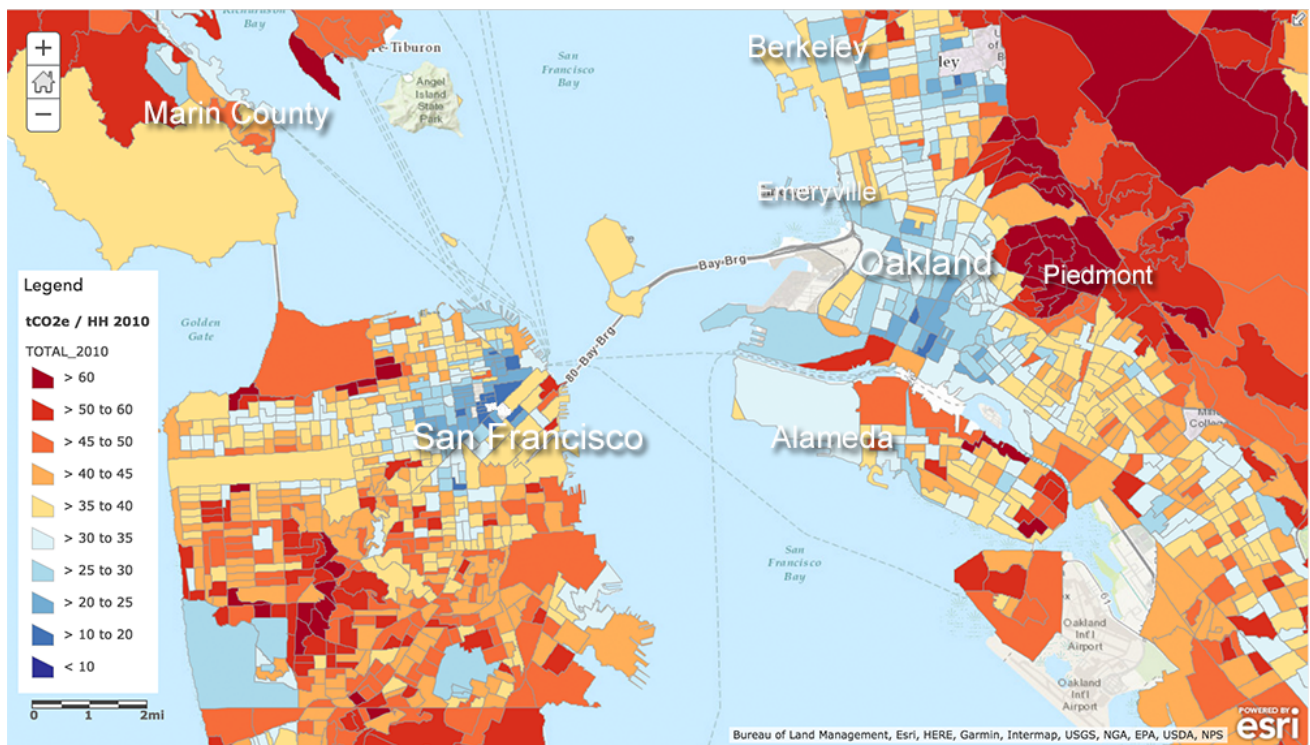 Richardson
Bay
+
−
Marin County
re-Tiburon
Angel
Island
State
Park
San
Francisco
Bay
Berkeley
ley
Emeryville
Oakland
Piedmont
Bay-Brg
80-Bay-Brg
Golden
Gate
San Francisco
Alameda
San
Francisco
Bay
61
Oakland
Int'l
Airport
Oakland
Int'l
Airport
Legend
tCO2e / HH 2010
TOTAL_2010
> 60
> 50 to 60
> 45 to 50
> 40 to 45
> 35 to 40
> 30 to 35
> 25 to 30
> 20 to 25
> 10 to 20
< 10
0 1 2mi
Bureau of Land Management, Esri, HERE, Garmin, Intermap, USGS, NGA, EPA, USDA, NPS
POWERED BY
esri